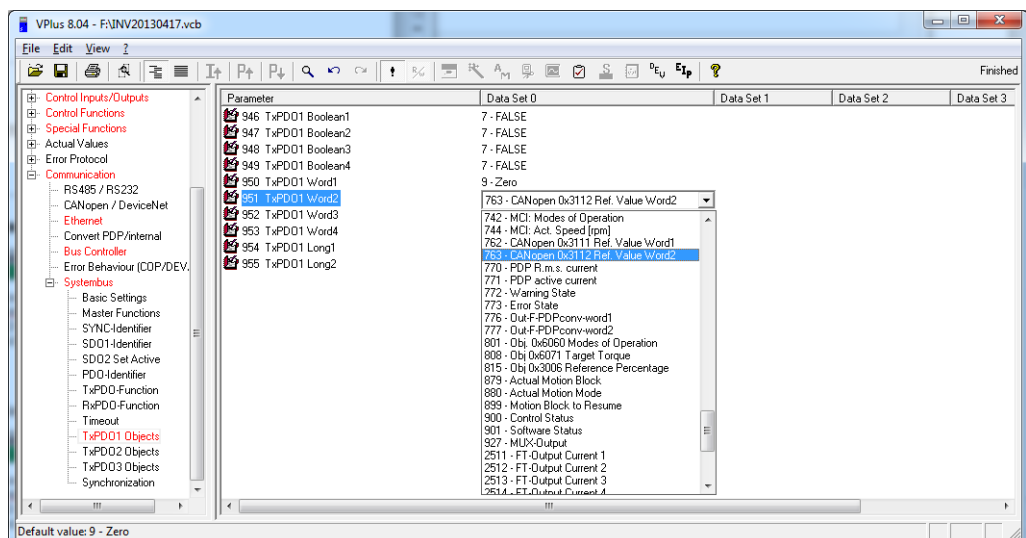 VPlus 8.04 - F:\INV20130417.vcb
File Edit View ?
Finished
Control Inputs/Outputs
Control Functions
Special Functions
Actual Values
Error Protocol
Communication
RS485 / RS232
CANopen / DeviceNet
Ethernet
Convert PDP/internal
Bus Controller
Error Behaviour (COP/DEV.
Systembus
Basic Settings
Master Functions
SYNC-Identifier
SDO1-Identifier
SDO2 Set Active
PDO-Identifier
TxPDO-Function
RxPDO-Function
Timeout
TxPDO1 Objects
TxPDO2 Objects
TxPDO3 Objects
Synchronization
Parameter Data Set 0 Data Set 1 Data Set 2 Data Set 3
946 TxPDO1 Boolean1 7 - FALSE
947 TxPDO1 Boolean2 7 - FALSE
948 TxPDO1 Boolean3 7 - FALSE
949 TxPDO1 Boolean4 7 - FALSE
950 TxPDO1 Word1 9 - Zero
951 TxPDO1 Word2 763 - CANopen 0x3112 Ref. Value Word2
952 TxPDO1 Word3
953 TxPDO1 Word4
954 TxPDO1 Long1
955 TxPDO1 Long2
742 - MCI: Modes of Operation
744 - MCI: Act. Speed [rpm]
762 - CANopen 0x3111 Ref. Value Word1
763 - CANopen 0x3112 Ref. Value Word2
770 - PDP R.m.s. current
771 - PDP active current
772 - Warning State
773 - Error State
776 - Out-F-PDPconv-word1
777 - Out-F-PDPconv-word2
801 - Obj. 0x6060 Modes of Operation
808 - Obj 0x6071 Target Torque
815 - Obj 0x3006 Reference Percentage
879 - Actual Motion Block
880 - Actual Motion Mode
899 - Motion Block to Resume
900 - Control Status
901 - Software Status
927 - MUX-Output
2511 - FT-Output Current 1
2512 - FT-Output Current 2
2513 - FT-Output Current 3
2514 - FT-Output Current 4
Default value: 9 - Zero